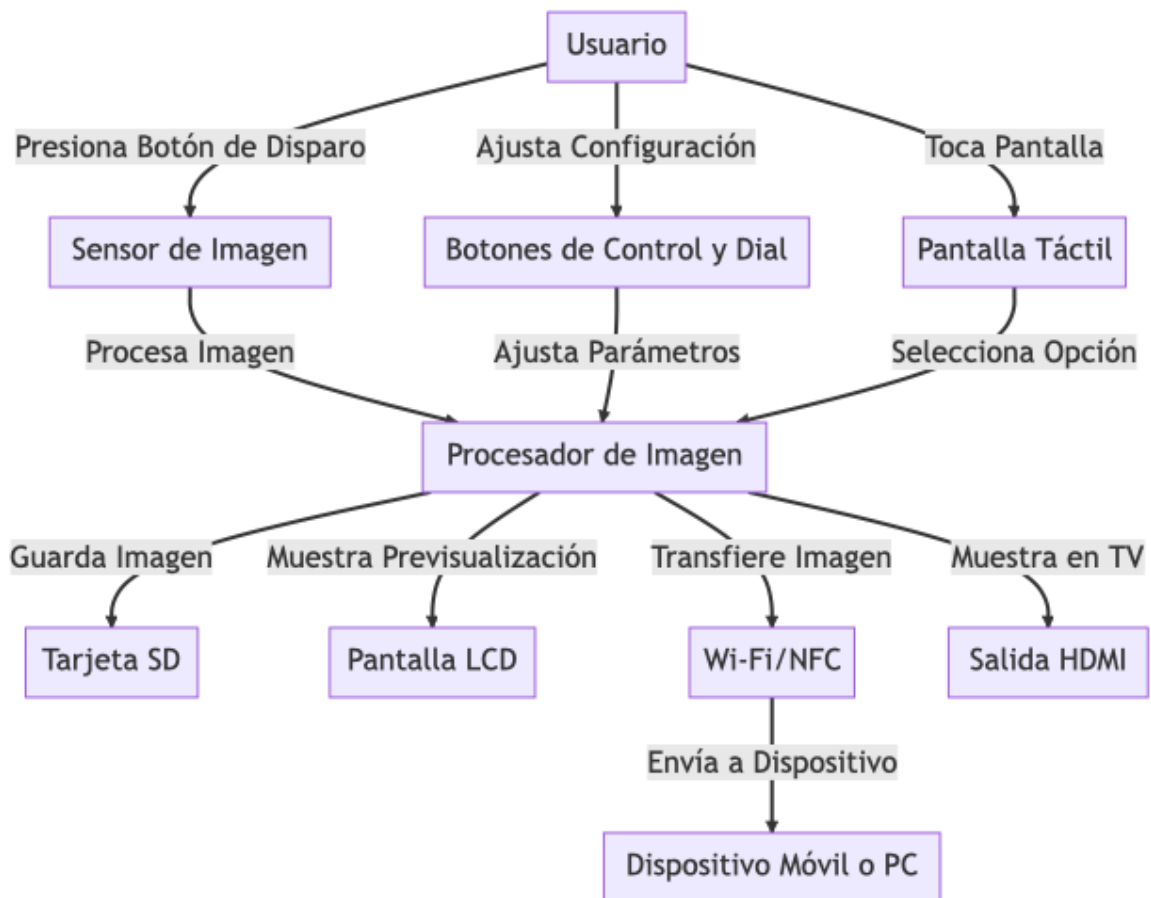 Usuario
Presiona Botón de Disparo
Ajusta Configuración
Toca Pantalla
Sensor de Imagen
Botones de Control y Dial
Pantalla Táctil
Procesa Imagen
Ajusta Parámetros
Selecciona Opción
Procesador de Imagen
Guarda Imagen
Muestra Previsualización
Transfiere Imagen
Muestra en TV
Tarjeta SD
Pantalla LCD
Wi-Fi/NFC
Salida HDMI
Envía a Dispositivo
Dispositivo Móvil o PC